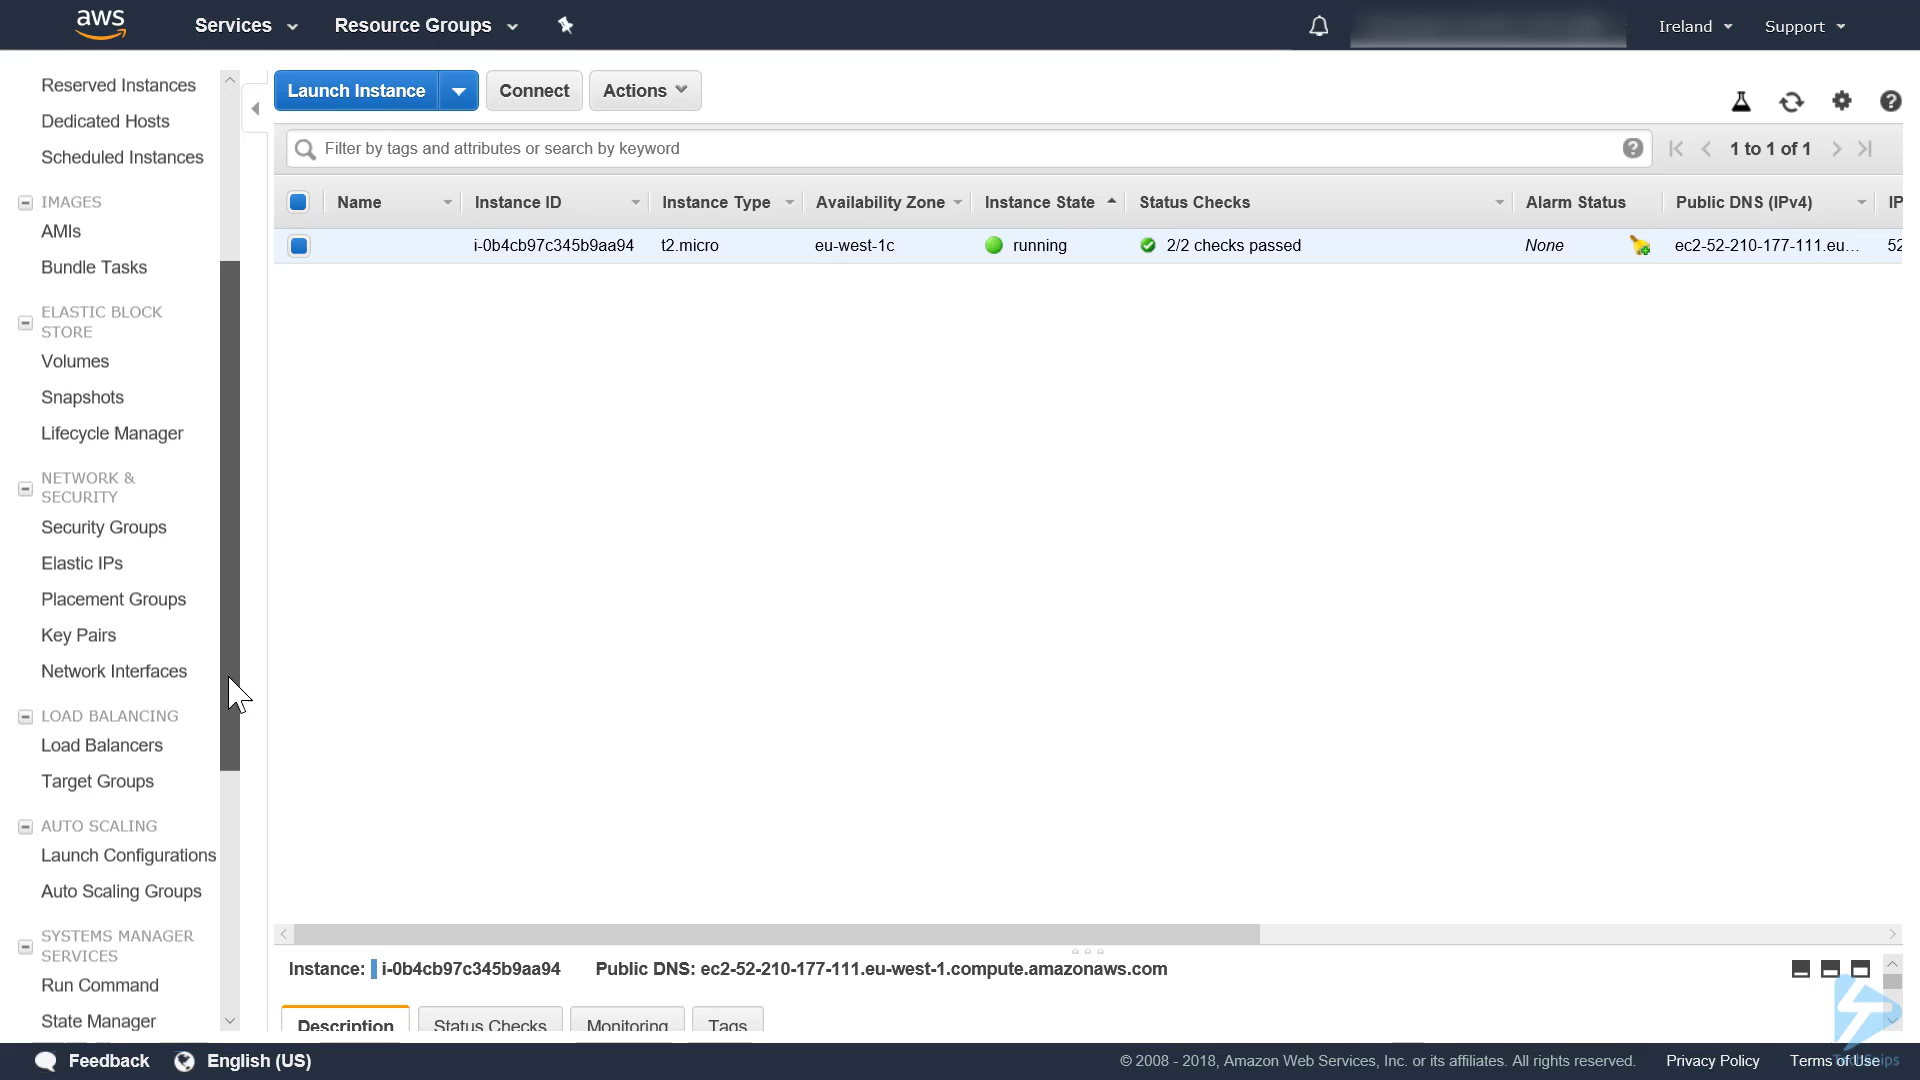 aws Services Resource Groups Ireland Support
Reserved Instances
Dedicated Hosts
Scheduled Instances
IMAGES
AMIs
Bundle Tasks
ELASTIC BLOCK
STORE
Volumes
Snapshots
Lifecycle Manager
NETWORK &
SECURITY
Security Groups
Elastic IPs
Placement Groups
Key Pairs
Network Interfaces
LOAD BALANCING
Load Balancers
Target Groups
AUTO SCALING
Launch Configurations
Auto Scaling Groups
SYSTEMS MANAGER
SERVICES
Run Command
State Manager
Launch Instance Connect Actions
Filter by tags and attributes or search by keyword 1 to 1 of 1
Name Instance ID Instance Type Availability Zone Instance State Status Checks Alarm Status Public DNS (IPv4) IP
i-0b4cb97c345b9aa94 t2.micro eu-west-1c running 2/2 checks passed None ec2-52-210-177-111.eu... 52
Instance: i-0b4cb97c345b9aa94 Public DNS: ec2-52-210-177-111.eu-west-1.compute.amazonaws.com
Description Status Checks Monitoring Tags
Feedback English (US) © 2008 - 2018, Amazon Web Services, Inc. or its affiliates. All rights reserved. Privacy Policy Terms of Use